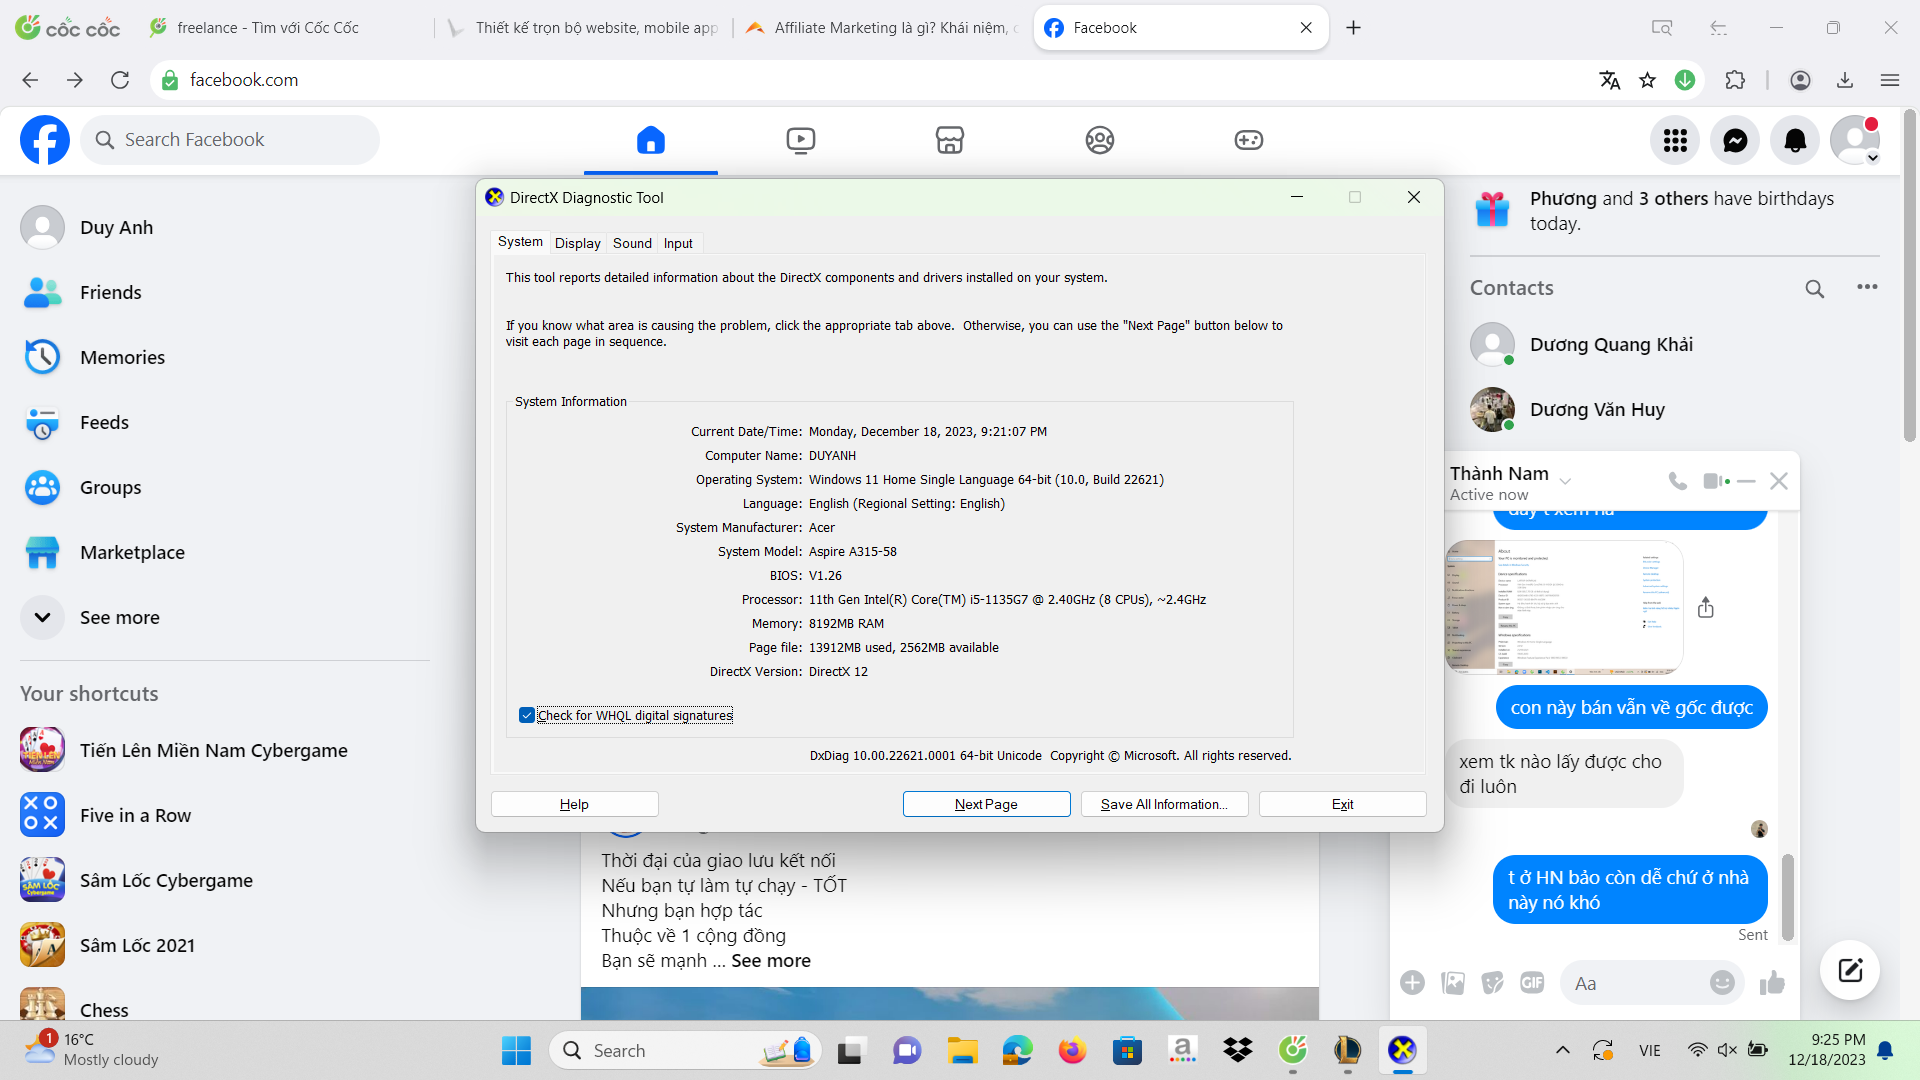 cốc cốc
freelance - Tìm với Cốc Cốc
Thiết kế trọn bộ website, mobile app
Affiliate Marketing là gì? Khái niệm, c
Facebook
facebook.com
Search Facebook
Duy Anh
Friends
Memories
Feeds
Groups
Marketplace
See more
Your shortcuts
Tiến Lên Miền Nam Cybergame
Five in a Row
Sâm Lốc Cybergame
Sâm Lốc 2021
Chess
DirectX Diagnostic Tool
System Display Sound Input
This tool reports detailed information about the DirectX components and drivers installed on your system.
If you know what area is causing the problem, click the appropriate tab above. Otherwise, you can use the "Next Page" button below to
visit each page in sequence.
System Information
Current Date/Time: Monday, December 18, 2023, 9:21:07 PM
Computer Name: DUYANH
Operating System: Windows 11 Home Single Language 64-bit (10.0, Build 22621)
Language: English (Regional Setting: English)
System Manufacturer: Acer
System Model: Aspire A315-58
BIOS: V1.26
Processor: 11th Gen Intel(R) Core(TM) i5-1135G7 @ 2.40GHz (8 CPUs), ~2.4GHz
Memory: 8192MB RAM
Page file: 13912MB used, 2562MB available
DirectX Version: DirectX 12
Check for WHQL digital signatures
DxDiag 10.00.22621.0001 64-bit Unicode Copyright © Microsoft. All rights reserved.
Help
Next Page
Save All Information...
Exit
Thời đại của giao lưu kết nối
Nếu bạn tự làm tự chạy - TỐT
Nhưng bạn hợp tác
Thuộc về 1 cộng đồng
Bạn sẽ mạnh ... See more
Phương and 3 others have birthdays
today.
Contacts
Dương Quang Khải
Dương Văn Huy
Thành Nam
Active now
About
con này bán vẫn về gốc được
xem tk nào lấy được cho
đi luôn
t ở HN bảo còn dễ chứ ở nhà
này nó khó
Sent
GIF
Aa
1
16°C
Mostly cloudy
Search
VIE
9:25 PM
12/18/2023